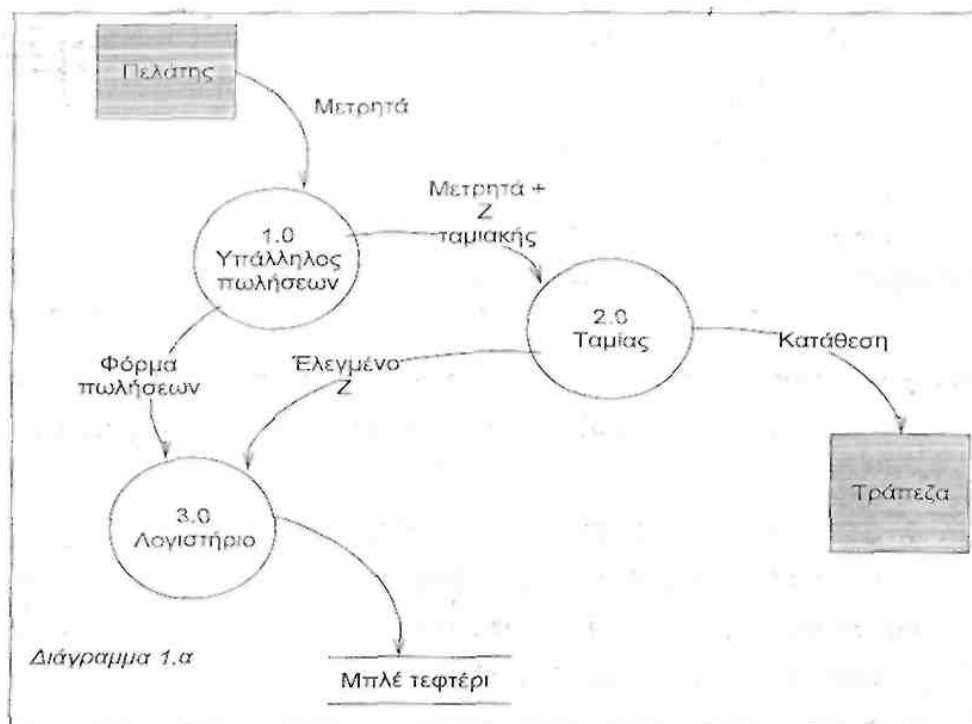 Πελάτης
Μετρητά
Μετρητά +
Ζ
ταμιακής
1.0
Υπάλληλος
πωλήσεων
2.0
Ταμίας
Κατάθεση
Φόρμα
πωλήσεων
Έλεγμένο
Ζ
Τράπεζα
3.0
Λογιστήριο
Διάγραμμα 1.α
Μπλέ τεφτέρι